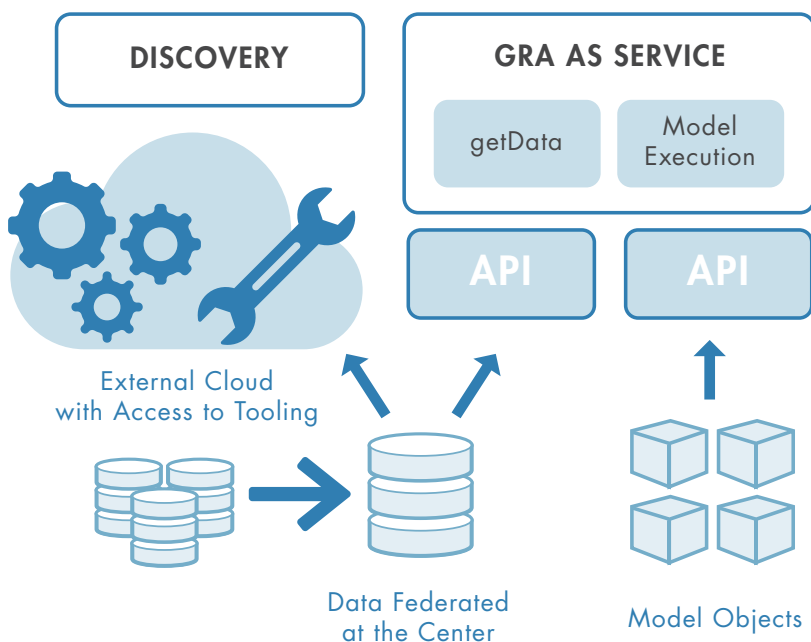 DISCOVERY
GRA AS SERVICE
getData
Model
Execution
API
API
External Cloud
with Access to Tooling
Data Federated
at the Center
Model Objects